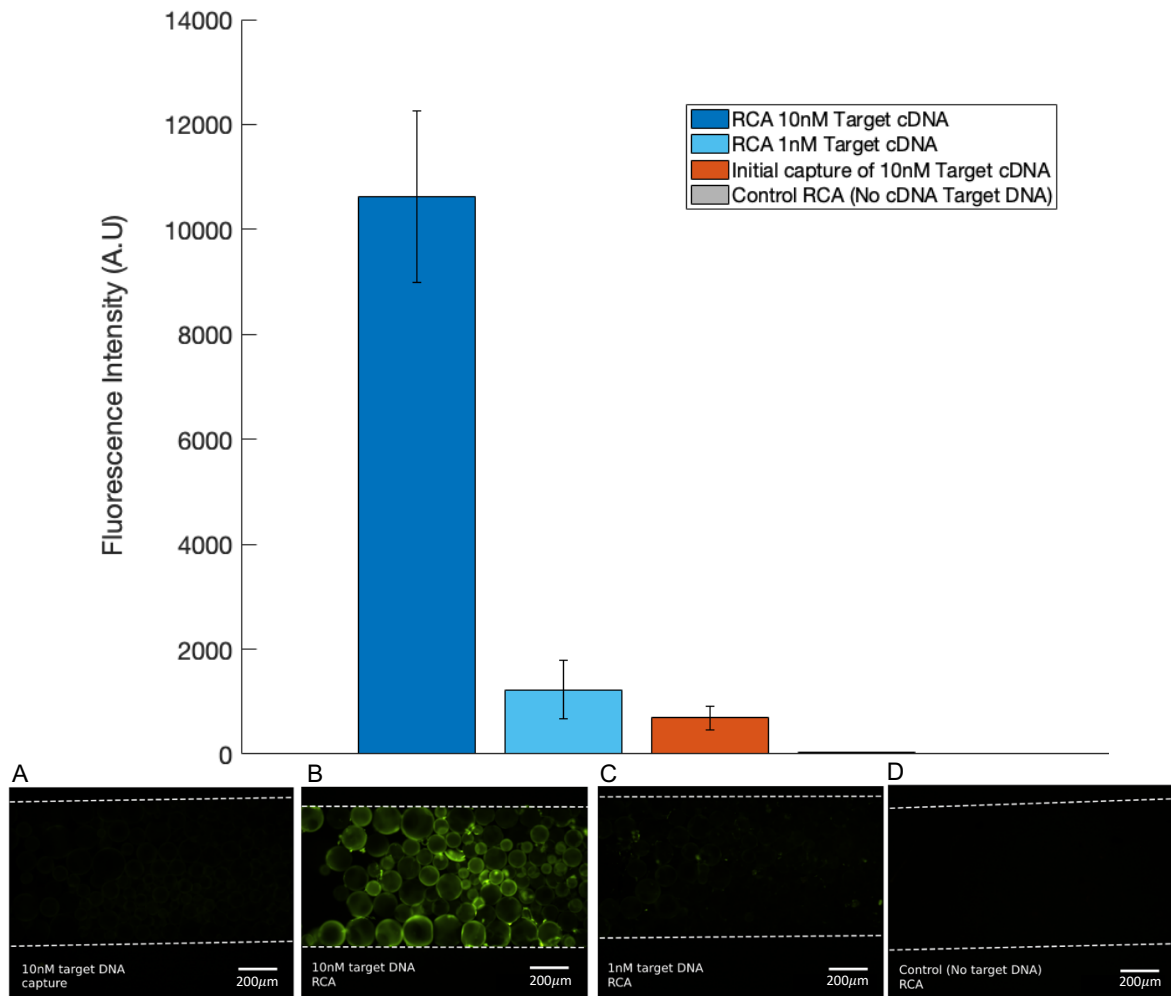 14000
12000
10000
8000
6000
4000
2000
0
Fluorescence Intensity (A.U)
RCA 10nM Target cDNA
RCA 1nM Target cDNA
Initial capture of 10nM Target cDNA
Control RCA (No cDNA Target DNA)
A
10nM target DNA
capture
200μm
B
10nM target DNA
RCA
200μm
C
1nM target DNA
RCA
200μm
D
Control (No target DNA)
RCA
200μm